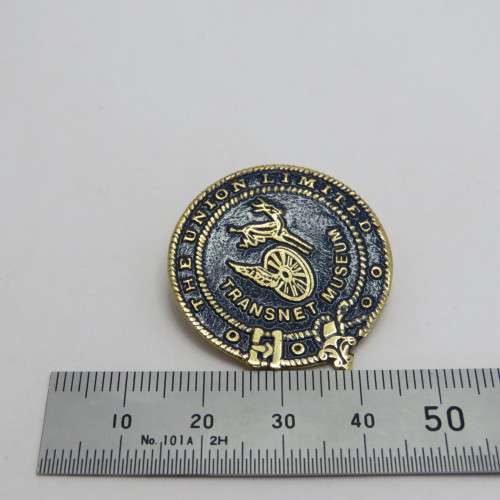 THE UNION LIMITED
TRANSNET MUSEUM
10 20 30 40 50
No. 101A 2H